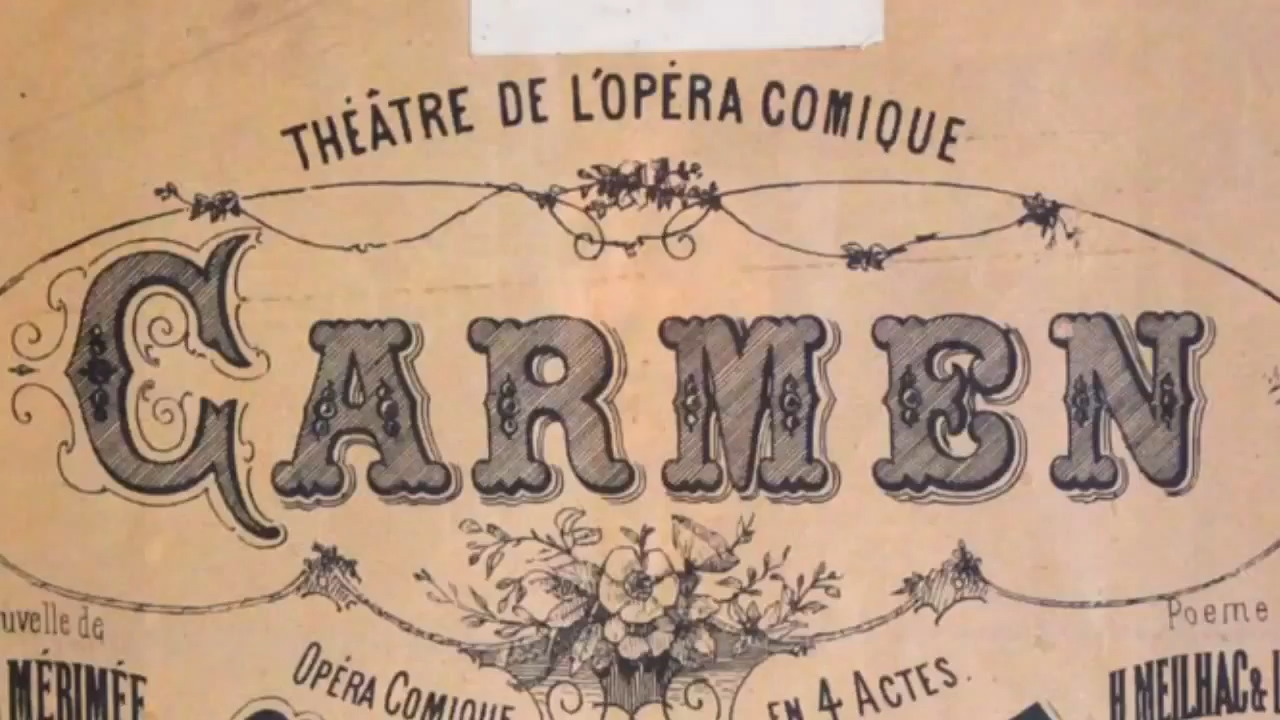 THÉÂTRE DE L'OPÉRA COMIQUE
CARMEN
uvelle de
MÉRIMÉE
OPÉRA COMIQUE
EN 4 ACTES.
Poeme
H. MEILHAC &